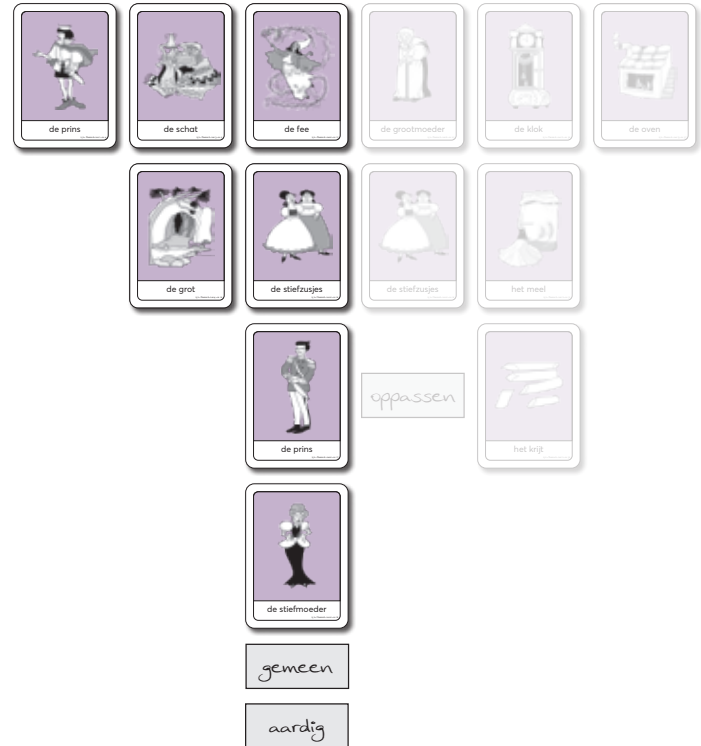 de prins
de schat
de fee
de grootmoeder
de klok
de oven
de grot
de stiefzusjes
de stiefzusjes
het meel
de prins
oppassen
het krijt
de stiefmoeder
gemeen
aardig